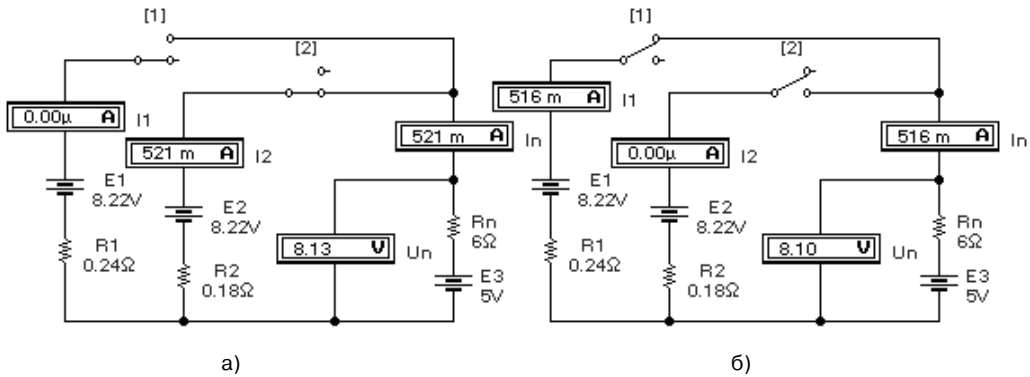 [1]
[2]
0.00µ A
I1
521 m A
I2
521 m A
In
E1
8.22V
E2
8.22V
R1
0.24Ω
R2
0.18Ω
8.13 V
Un
Rn
6Ω
E3
5V
а)
[1]
[2]
516 m A
I1
0.00µ A
I2
516 m A
In
E1
8.22V
E2
8.22V
R1
0.24Ω
R2
0.18Ω
8.10 V
Un
Rn
6Ω
E3
5V
б)